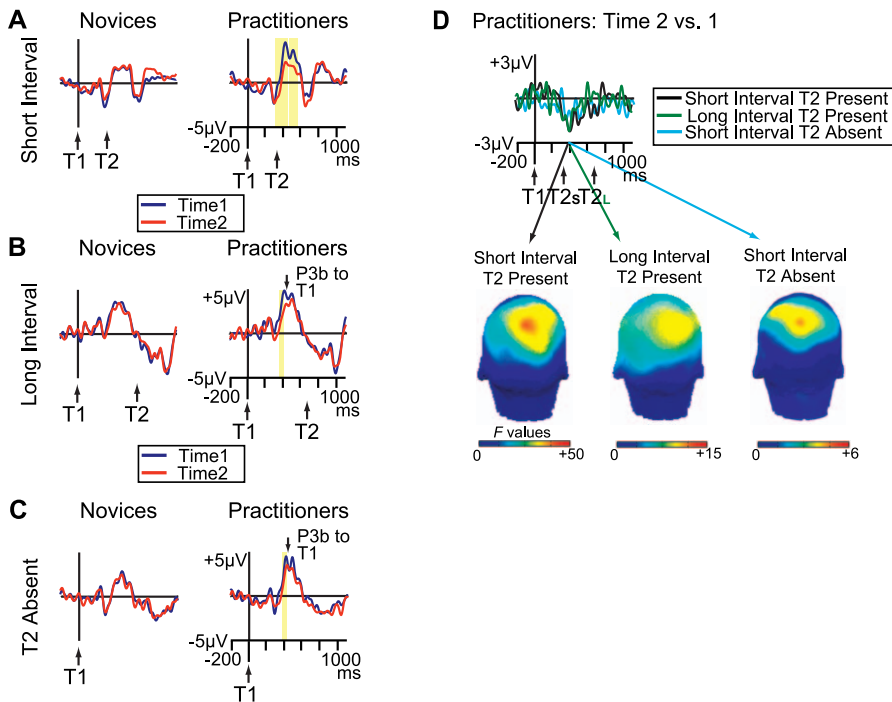 A
Novices
Practitioners
Short Interval
-5μV
-200
1000
ms
T1
T2
T1
T2
Time1
Time2
B
Novices
Practitioners
Long Interval
P3b to
T1
+5μV
-5μV
-200
1000
ms
T1
T2
T1
T2
Time1
Time2
C
Novices
Practitioners
T2 Absent
P3b to
T1
+5μV
-5μV
-200
1000
ms
T1
T1
D Practitioners: Time 2 vs. 1
+3μV
-3μV
-200
1000
ms
T1
T2s
T2L
Short Interval T2 Present
Long Interval T2 Present
Short Interval T2 Absent
Short Interval
T2 Present
Long Interval
T2 Present
Short Interval
T2 Absent
F values
0
+50
0
+15
0
+6